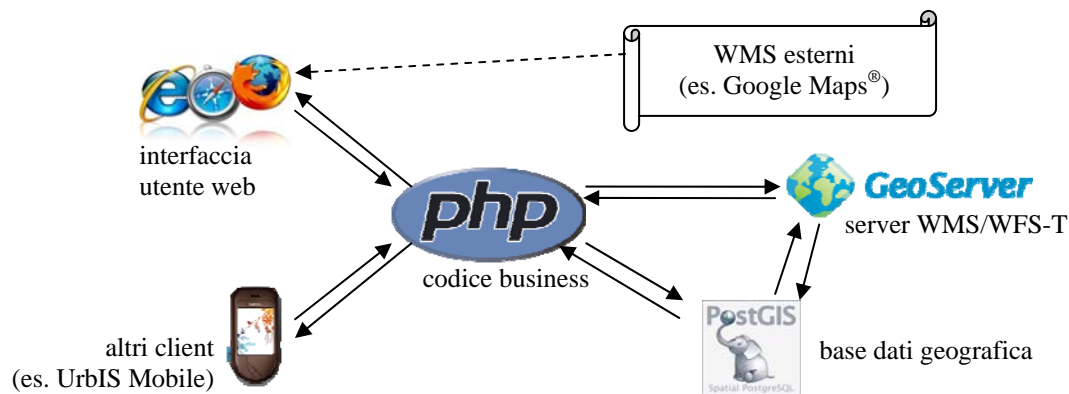 WMS esterni
(es. Google Maps®)
interfaccia
utente web
php
codice business
GeoServer
server WMS/WFS-T
altri client
(es. UrbIS Mobile)
PostGIS
Spatial PostgreSQL
base dati geografica